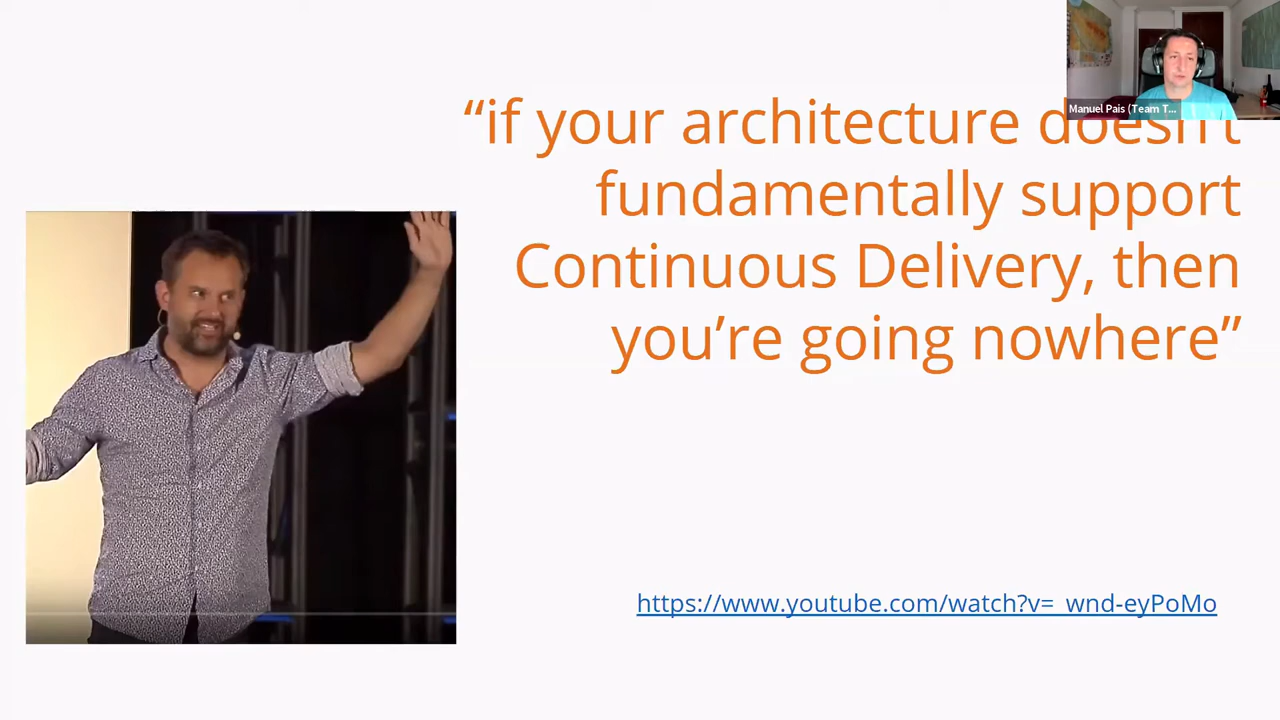 Manuel Pais (Team T...
“if your architecture doesn’t
fundamentally support
Continuous Delivery, then
you’re going nowhere”
https://www.youtube.com/watch?v=_wnd-eyPoMo